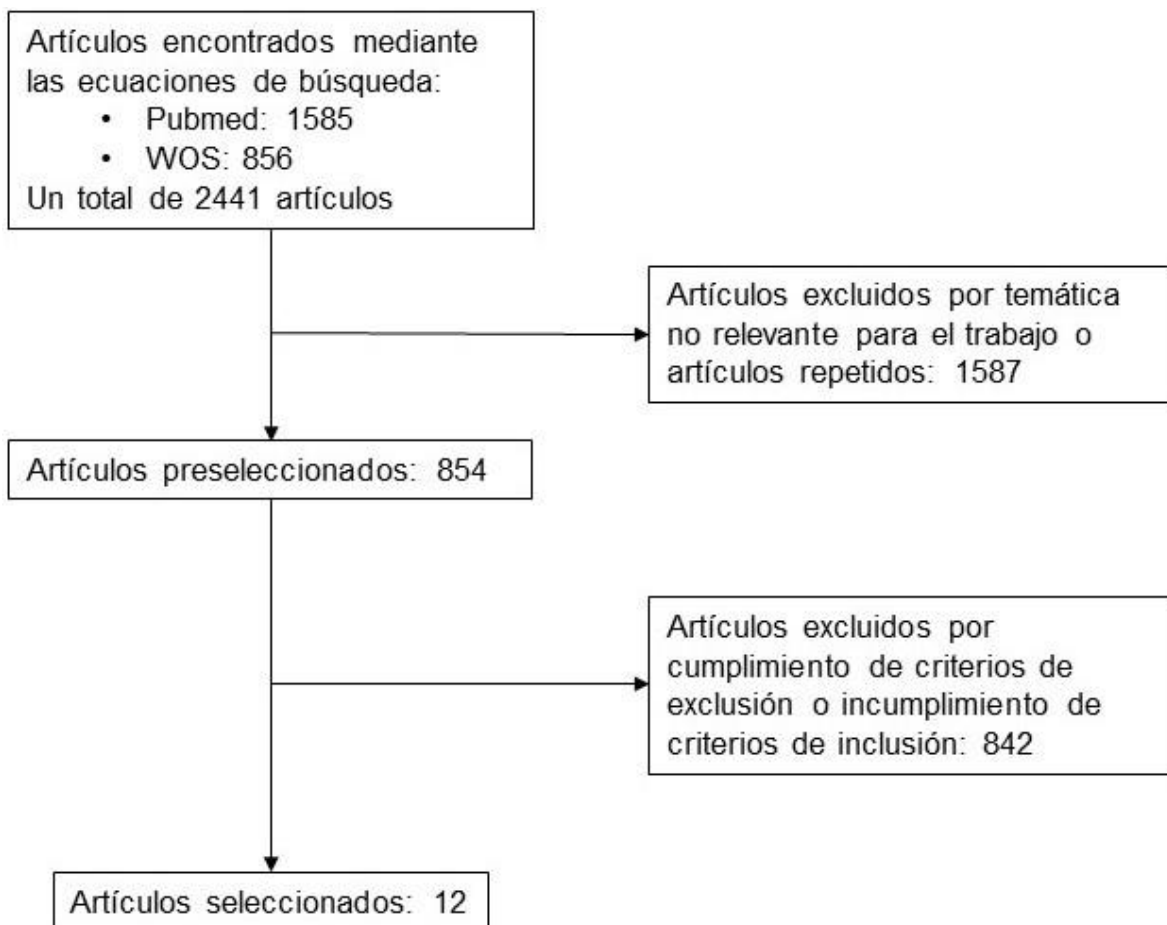 Artículos encontrados mediante
las ecuaciones de búsqueda:
• Pubmed: 1585
• WOS: 856
Un total de 2441 artículos
Artículos excluidos por temática
no relevante para el trabajo o
artículos repetidos: 1587
Artículos preseleccionados: 854
Artículos excluidos por
cumplimiento de criterios de
exclusión o incumplimiento de
criterios de inclusión: 842
Artículos seleccionados: 12